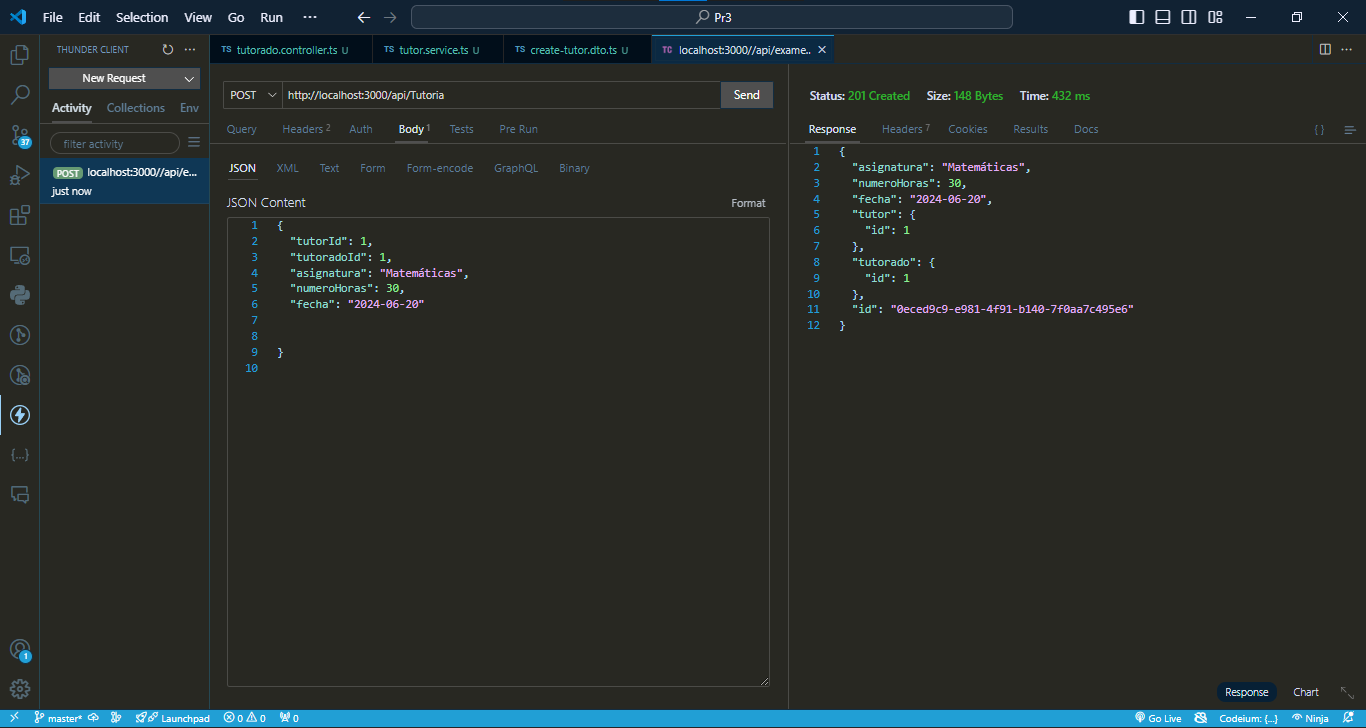 File Edit Selection View Go Run ··· Pr3
THUNDER CLIENT ···
tutorado.controller.ts U
tutor.service.ts U
create-tutor.dto.ts U
localhost:3000//api/exame..
TS TS TS TC
New Request
Activity Collections Env
filter activity
POST localhost:3000//api/e...
just now
37
POST http://localhost:3000/api/Tutoria Send
Query Headers 2 Auth Body 1 Tests Pre Run
JSON XML Text Form Form-encode GraphQL Binary
JSON Content Format
1 {
2 "tutorId": 1,
3 "tutoradoId": 1,
4 "asignatura": "Matemáticas",
5 "numeroHoras": 30,
6 "fecha": "2024-06-20"
7
8
9 }
10
Status: 201 Created Size: 148 Bytes Time: 432 ms
Response Headers 7 Cookies Results Docs { }
1 {
2 "asignatura": "Matemáticas",
3 "numeroHoras": 30,
4 "fecha": "2024-06-20",
5 "tutor": {
6 "id": 1
7 },
8 "tutorado": {
9 "id": 1
10 },
11 "id": "0eced9c9-e981-4f91-b140-7f0aa7c495e6"
12 }
Response Chart
1
master* Launchpad 0 0 0 Go Live Codeium: {...} Ninja